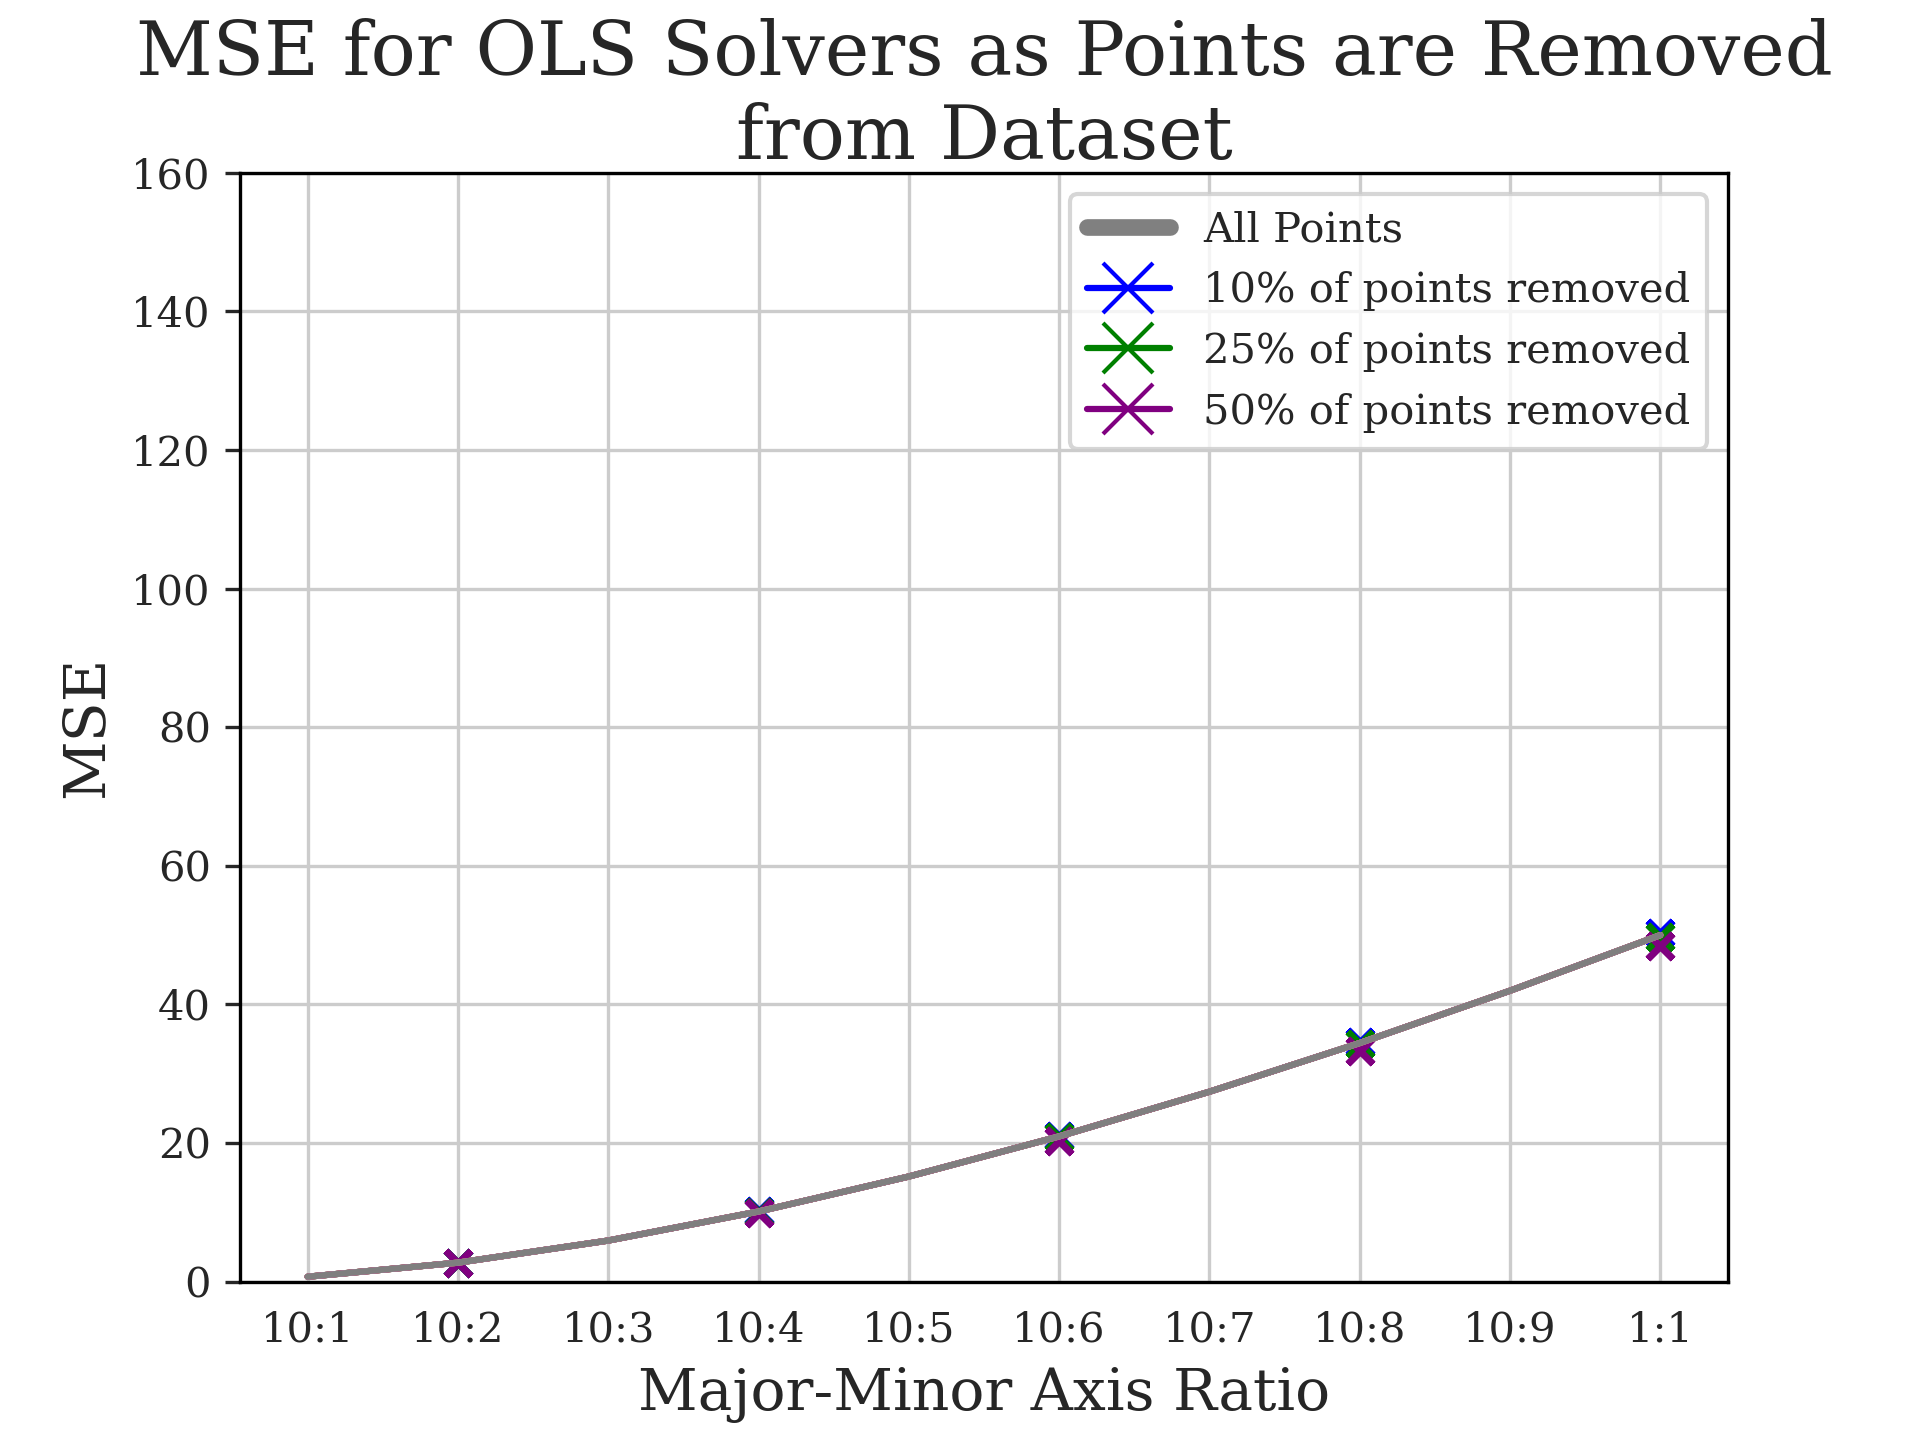 MSE for OLS Solvers as Points are Removed
from Dataset
160
140
120
100
80
60
40
20
0
MSE
All Points
10% of points removed
25% of points removed
50% of points removed
10:1 10:2 10:3 10:4 10:5 10:6 10:7 10:8 10:9 1:1
Major-Minor Axis Ratio